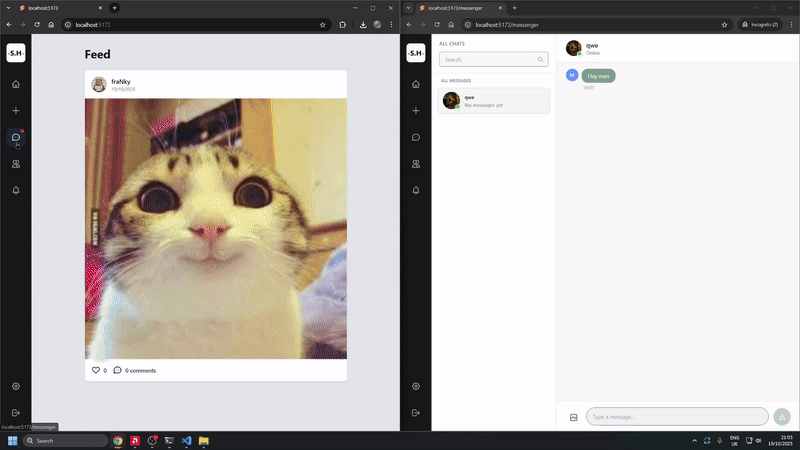 localhost:5173
localhost:5173
-S.H-
Feed
fraNky
19/10/2025
0
0 comments
localhost:5173/messenger
localhost:5173/messenger
localhost:5173/messenger
Incognito (2)
-S.H-
ALL CHATS
Search
ALL MESSAGES
qwe
No messages yet
qwe
Online
M
Hey man
Type a message...
Search
ENG
UK
21:03
19/10/2025